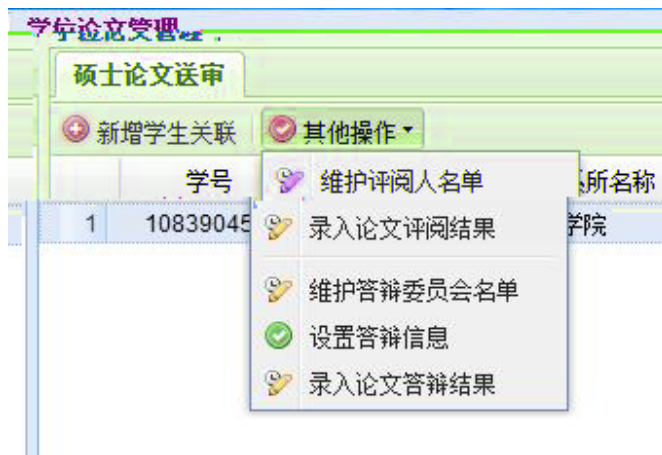 学位论文管理
硕士论文送审
新增学生关联 其他操作
学号 所名称
维护评阅人名单
1 10839045 学院
录入论文评阅结果
维护答辩委员会名单
设置答辩信息
录入论文答辩结果